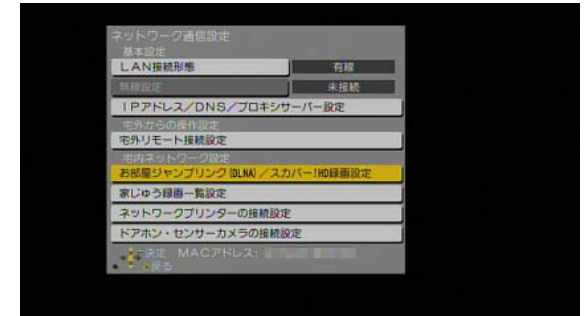 ネットワーク通信設定
基本設定
LAN接続形態 有線
無線設定 未接続
IPアドレス/DNS/プロキシサーバー設定
宅外からの操作設定
宅外リモート接続設定
宅内ネットワーク設定
お部屋ジャンプリンク(DLNA)/スカパー!HD録画設定
家じゅう録画一覧設定
ネットワークプリンターの接続設定
ドアホン・センサーカメラの接続設定
決定 MACアドレス:
戻る